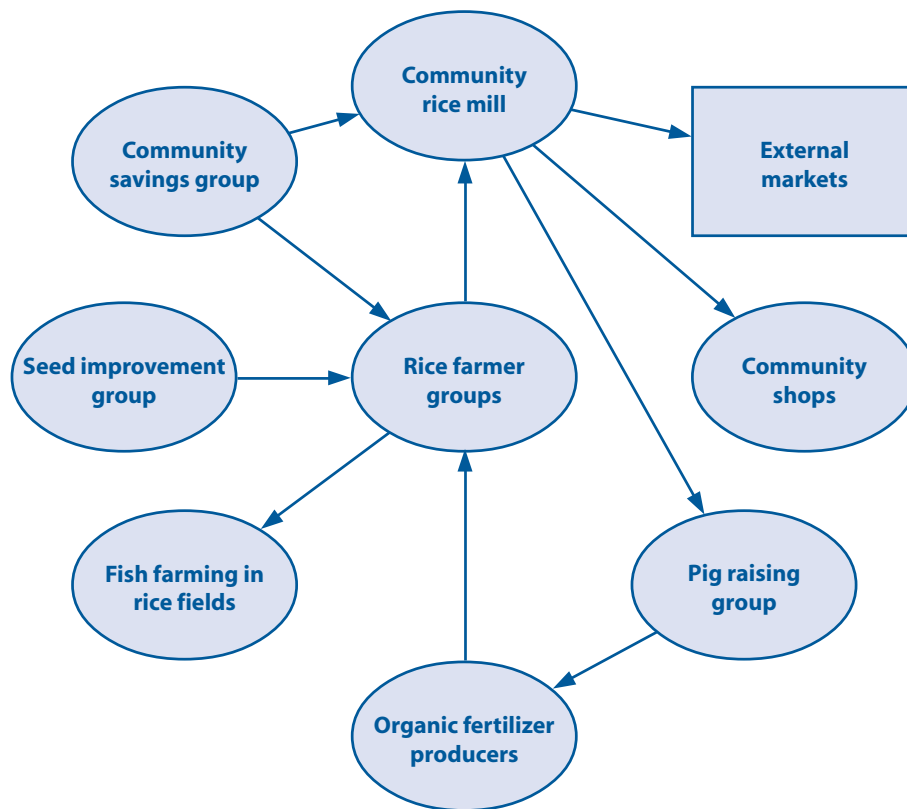 Community
rice mill
Community
savings group
External
markets
Seed improvement
group
Rice farmer
groups
Community
shops
Fish farming in
rice fields
Pig raising
group
Organic fertilizer
producers